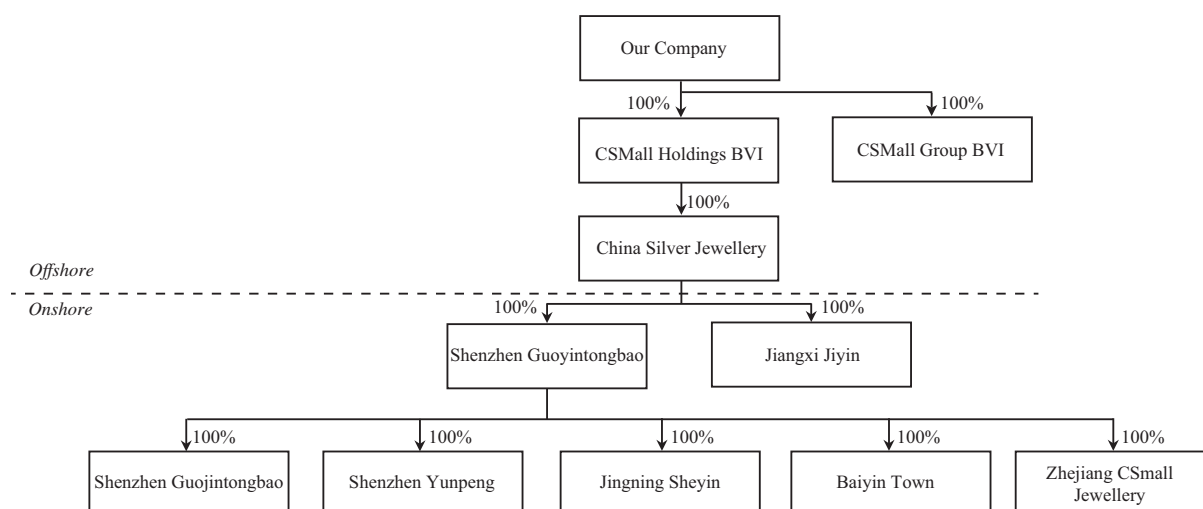 Our Company
100%
100%
CSMall Holdings BVI
CSMall Group BVI
100%
China Silver Jewellery
Offshore
Onshore
100%
100%
Shenzhen Guoyintongbao
Jiangxi Jiyin
100%
100%
100%
100%
100%
Shenzhen Guojintongbao
Shenzhen Yunpeng
Jingning Sheyin
Baiyin Town
Zhejiang CSmall
Jewellery